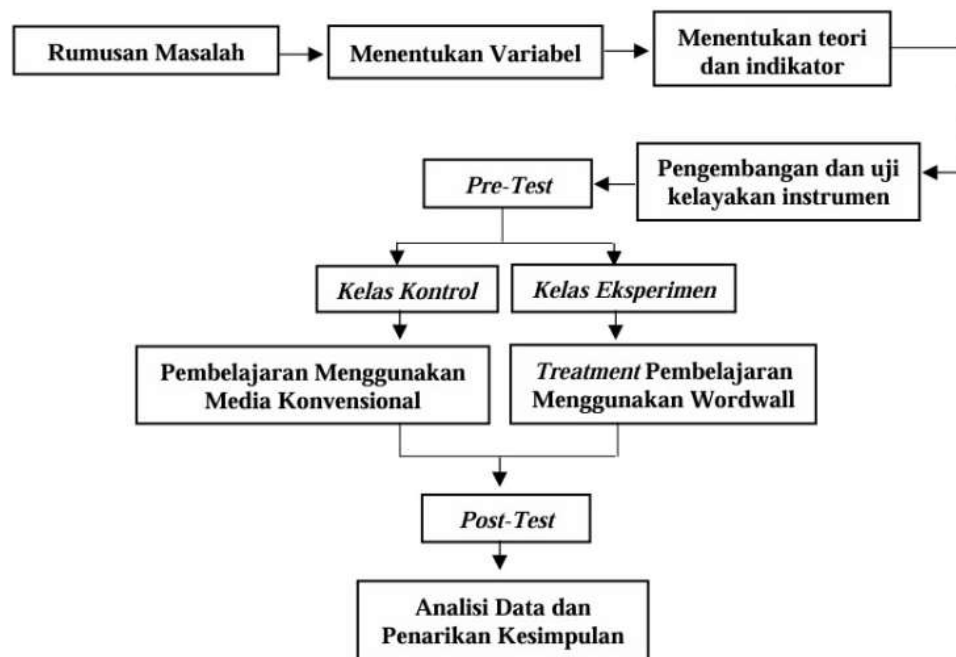 Rumusan Masalah
Menentukan Variabel
Menentukan teori
dan indikator
Pengembangan dan uji
kelayakan instrumen
Pre-Test
Kelas Kontrol
Kelas Eksperimen
Pembelajaran Menggunakan
Media Konvensional
Treatment Pembelajaran
Menggunakan Wordwall
Post-Test
Analisi Data dan
Penarikan Kesimpulan